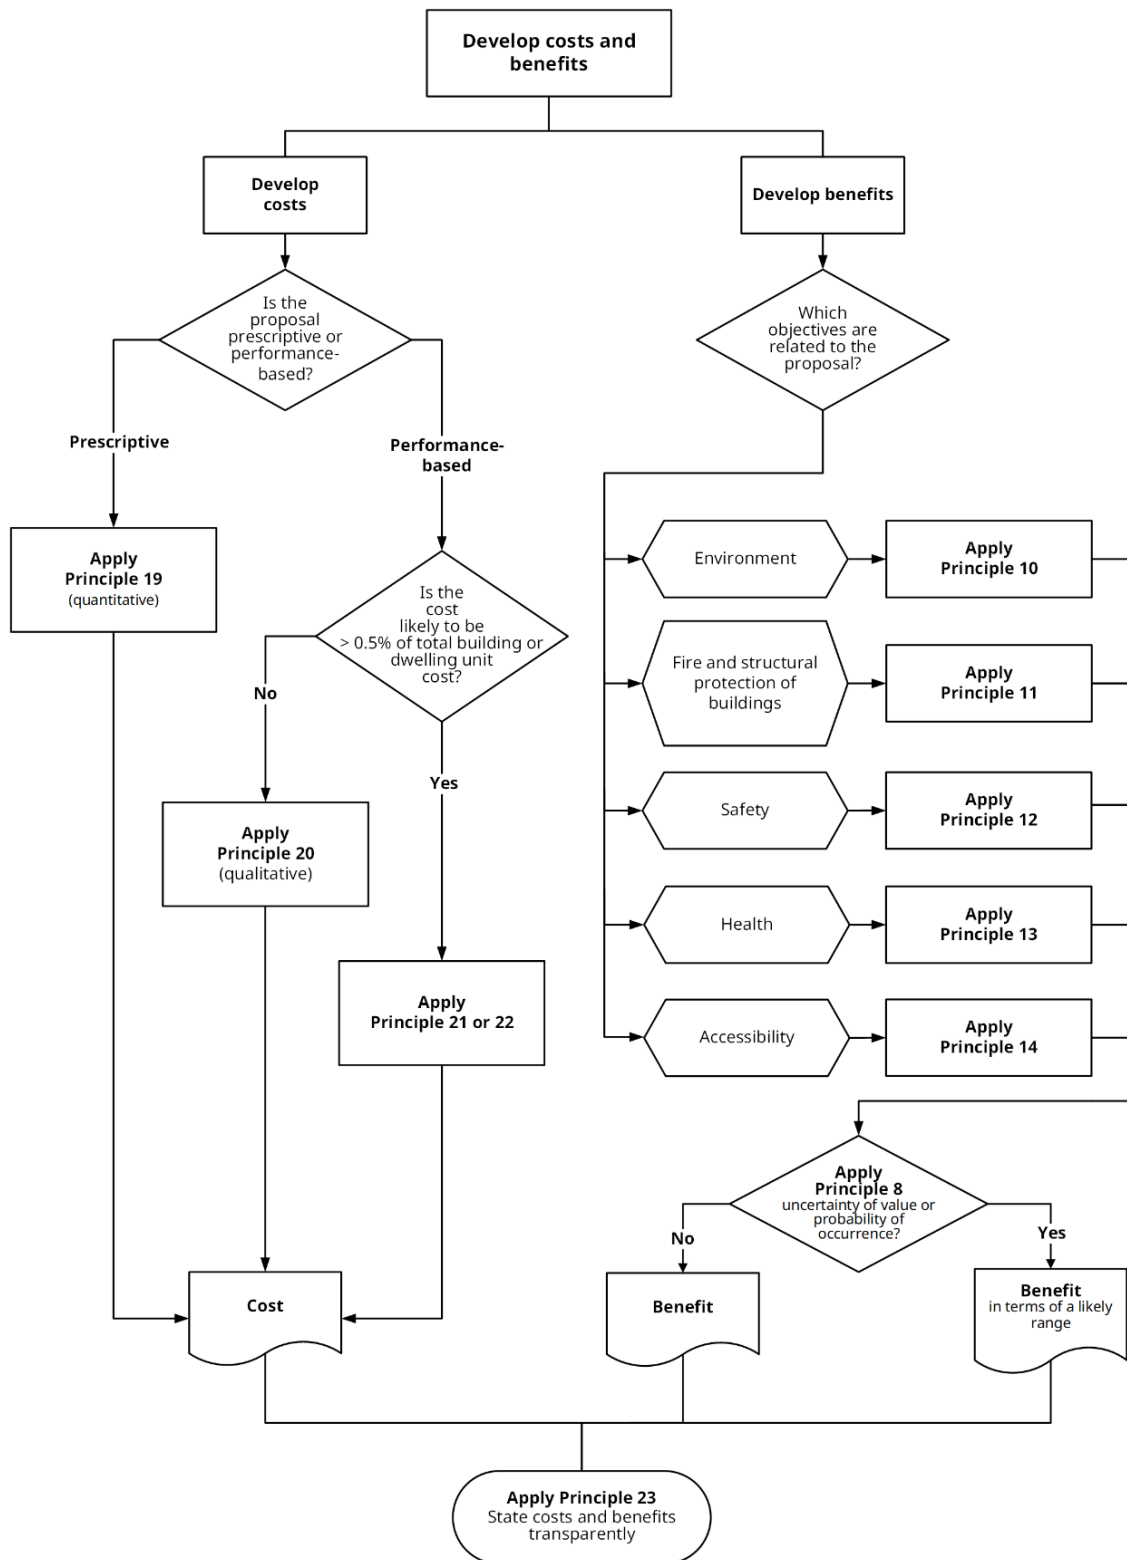 Develop costs and
benefits
Develop
costs
Develop benefits
Is the
proposal
prescriptive or
performance-
based?
Which
objectives are
related to the
proposal?
Prescriptive
Performance-
based
Apply
Principle 19
(quantitative)
Is the
cost
likely to be
> 0.5% of total building or
dwelling unit
cost?
No
Yes
Apply
Principle 20
(qualitative)
Apply
Principle 21 or 22
Environment
Apply
Principle 10
Fire and structural
protection of
buildings
Apply
Principle 11
Safety
Apply
Principle 12
Health
Apply
Principle 13
Accessibility
Apply
Principle 14
Apply
Principle 8
uncertainty of value or
probability of
occurrence?
No
Yes
Cost
Benefit
Benefit
in terms of a likely
range
Apply Principle 23
State costs and benefits
transparently